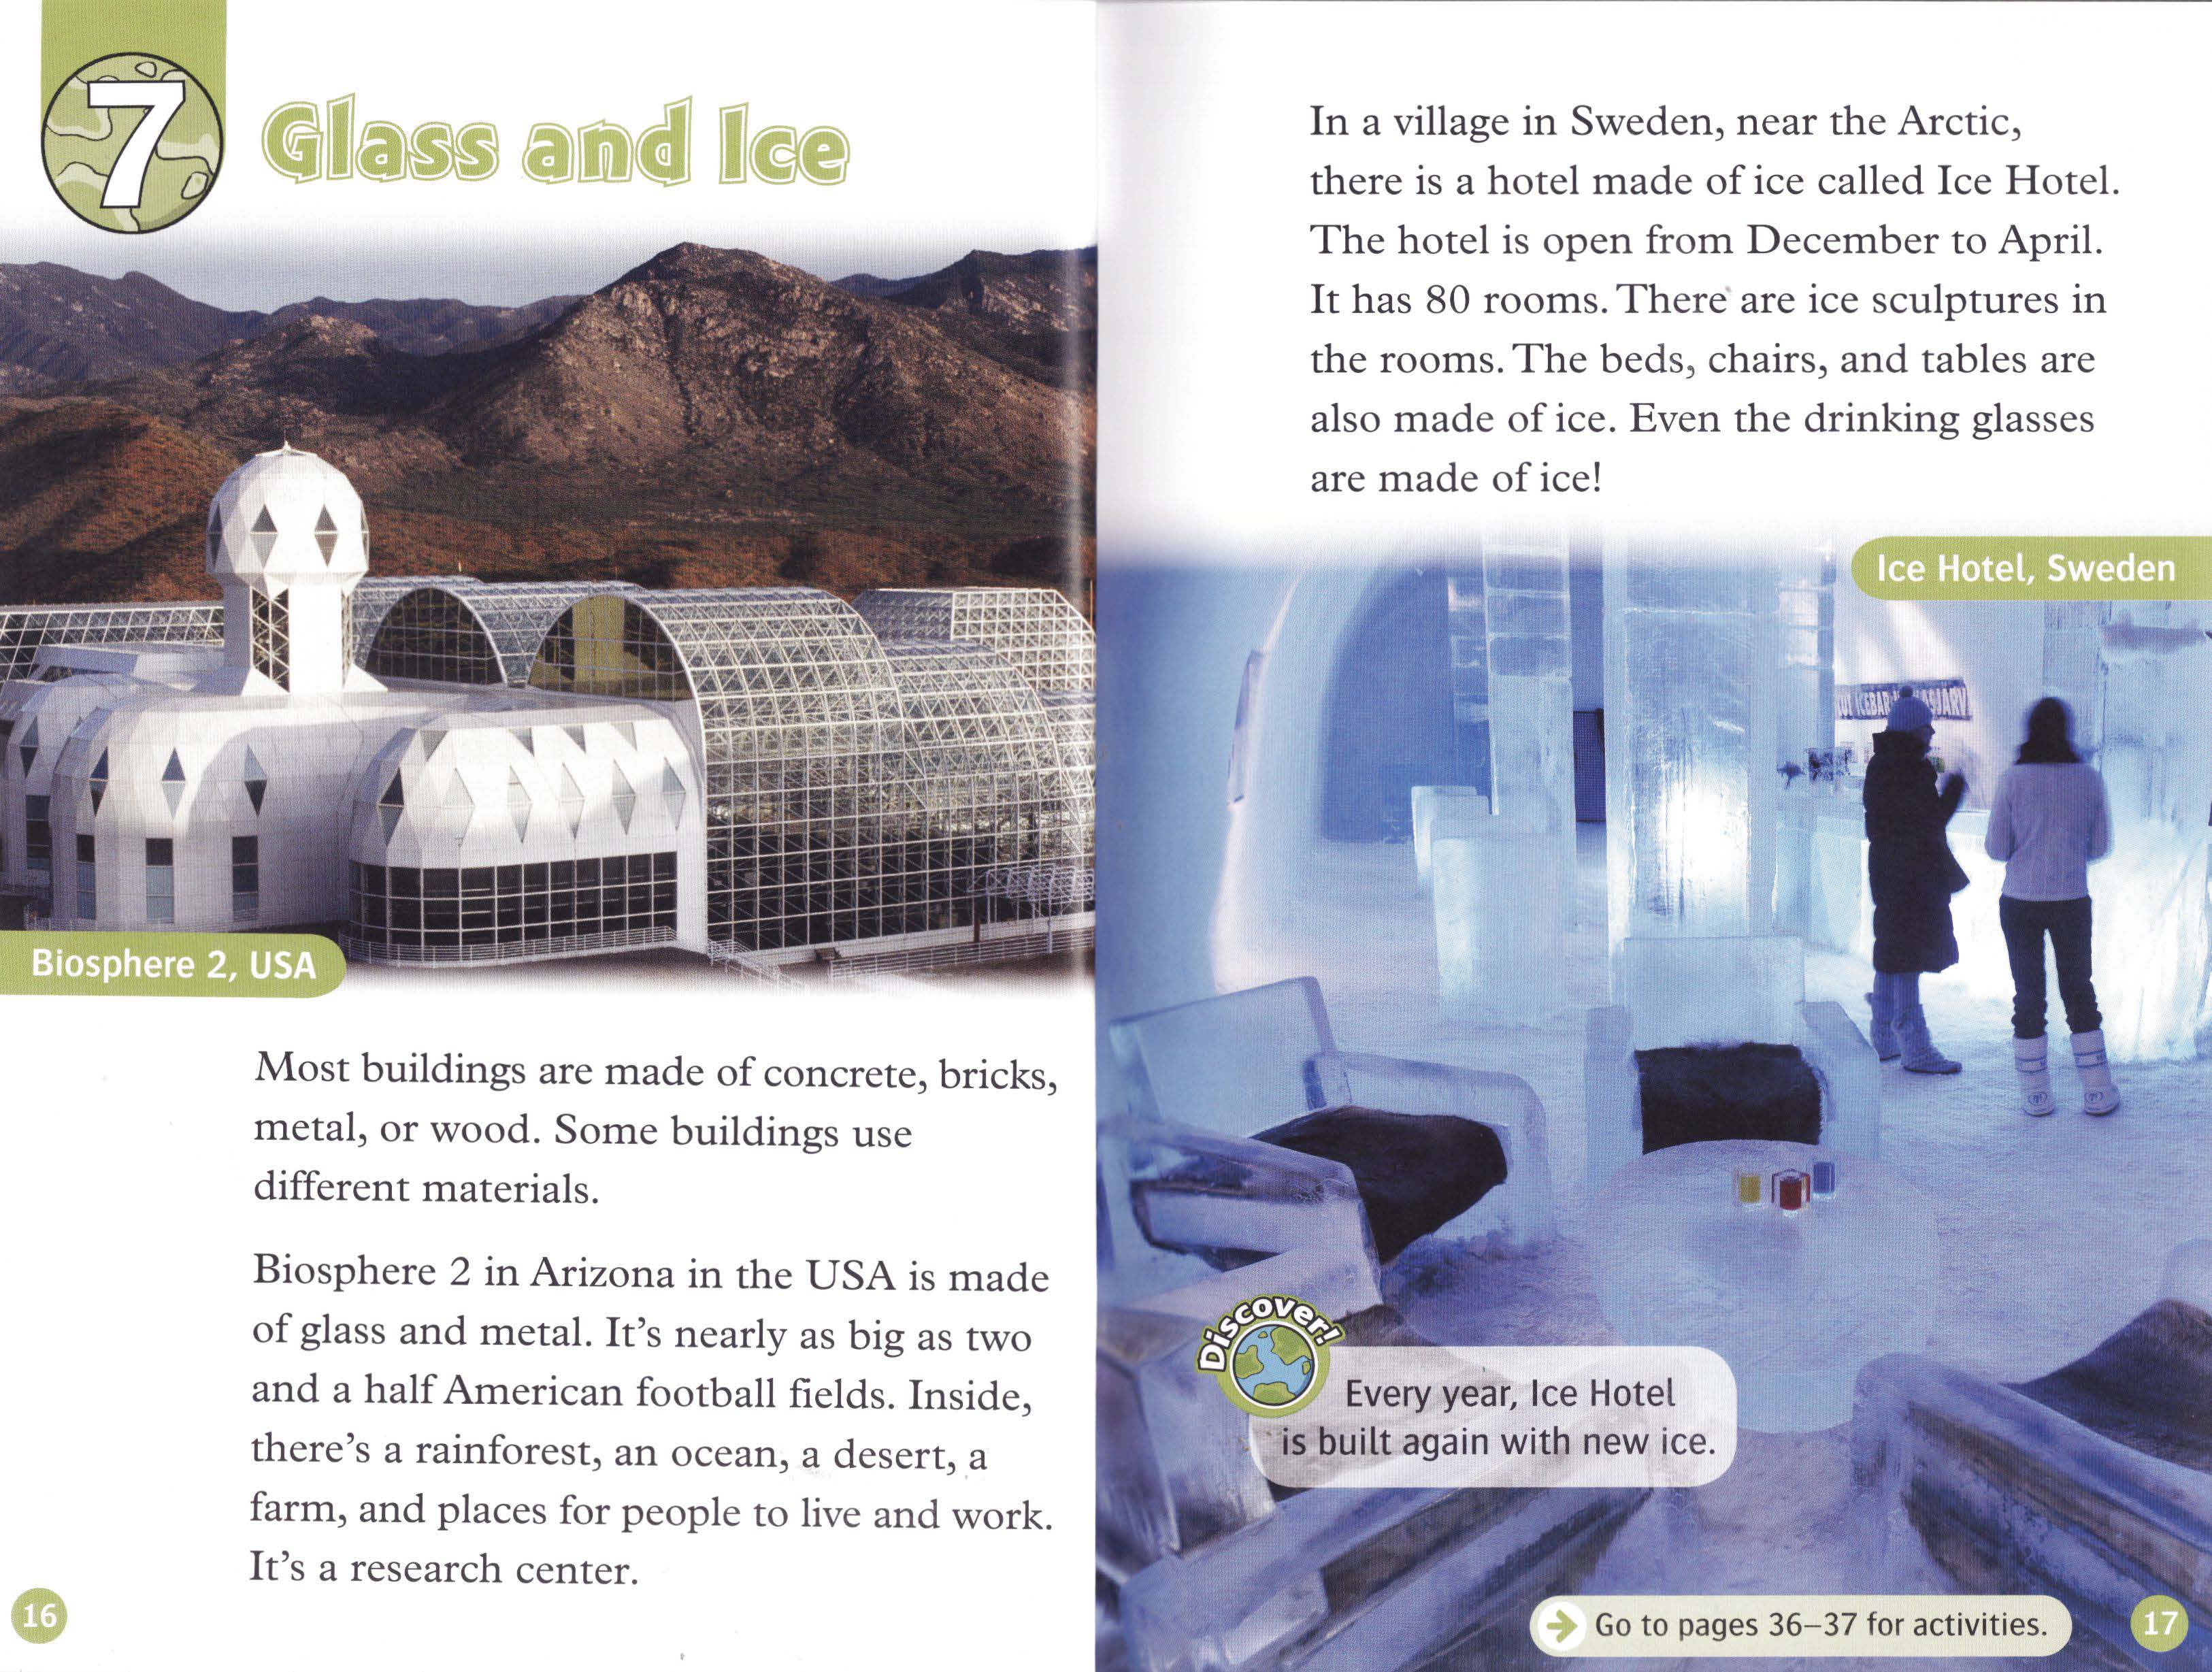 7
Glass and Ice
Biosphere 2, USA
Most buildings are made of concrete, bricks,
metal, or wood. Some buildings use
different materials.
Biosphere 2 in Arizona in the USA is made
of glass and metal. It's nearly as big as two
and a half American football fields. Inside,
there's a rainforest, an ocean, a desert, a
farm, and places for people to live and work.
It's a research center.
16
In a village in Sweden, near the Arctic,
there is a hotel made of ice called Ice Hotel.
The hotel is open from December to April.
It has 80 rooms. There are ice sculptures in
the rooms. The beds, chairs, and tables are
also made of ice. Even the drinking glasses
are made of ice!
Ice Hotel, Sweden
ICEBAR
Discover!
Every year, Ice Hotel
is built again with new ice.
Go to pages 36–37 for activities.
17